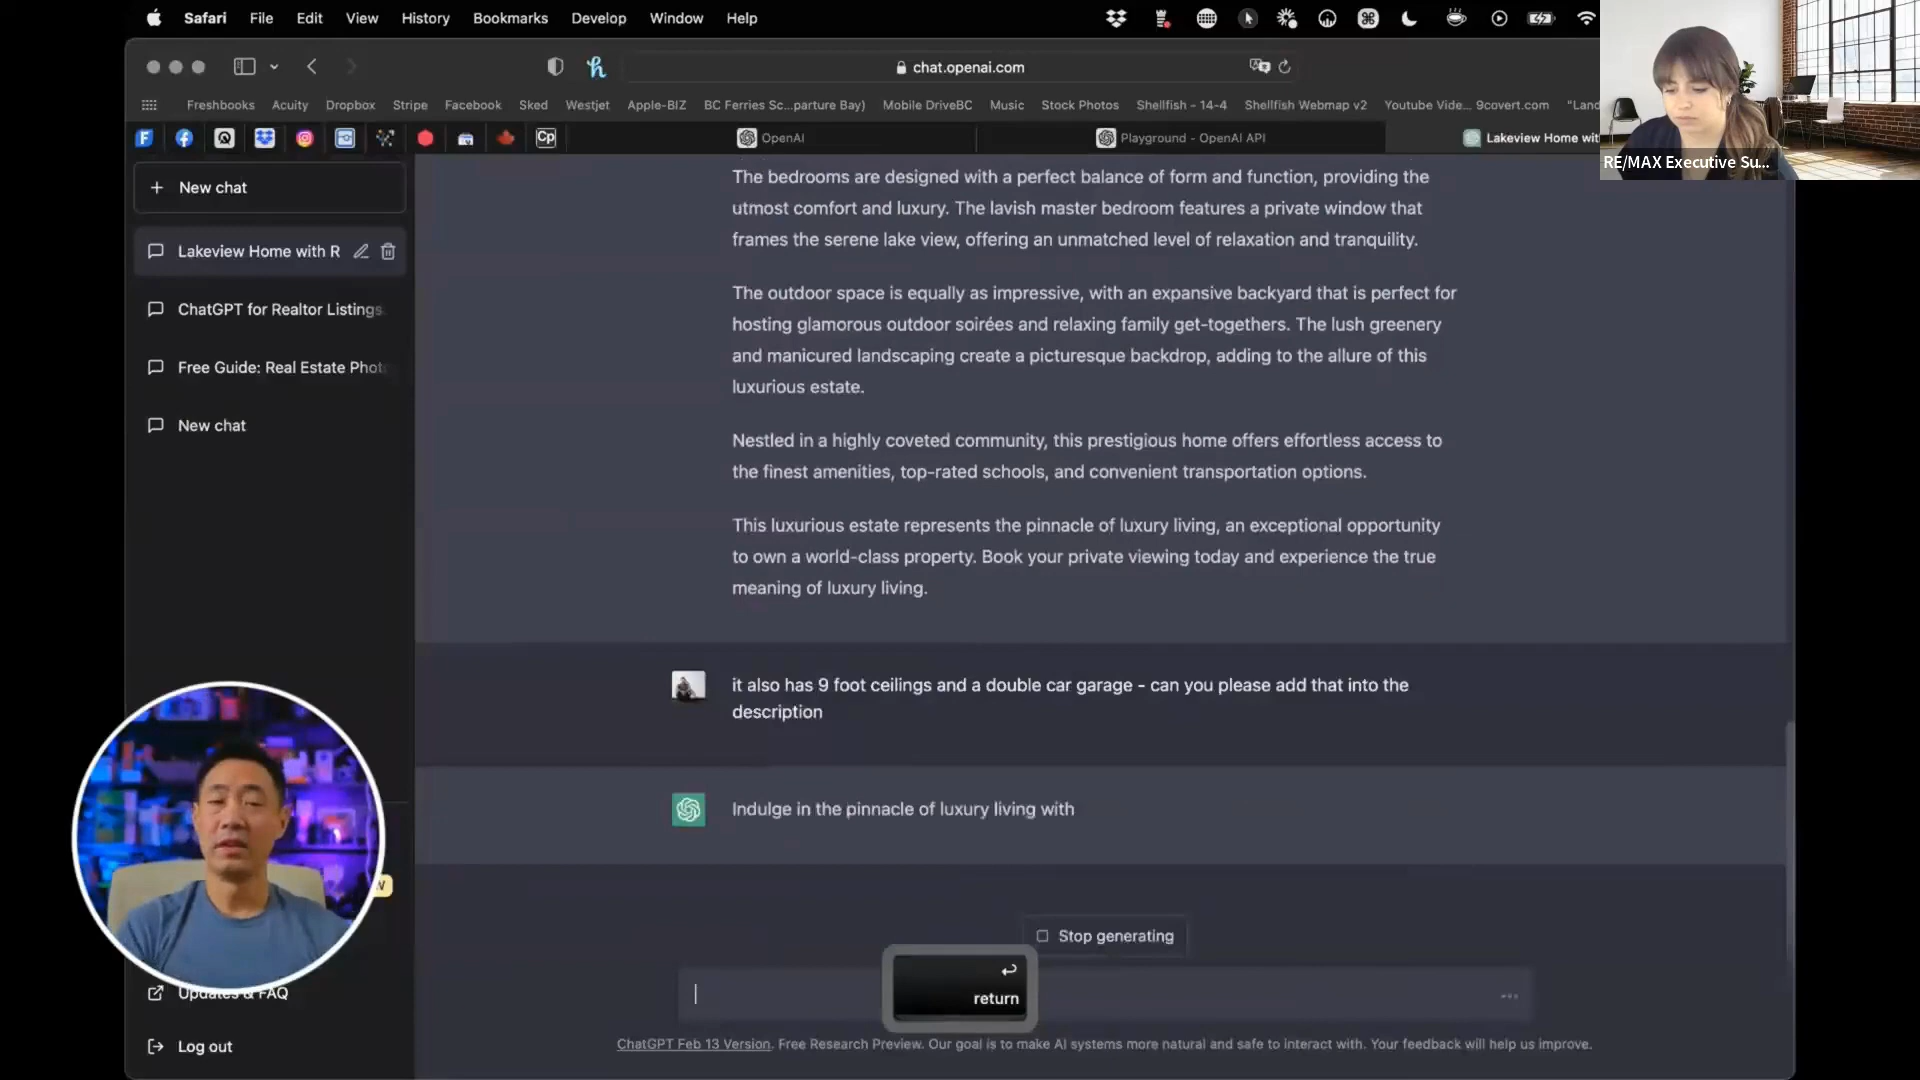 Safari File Edit View History Bookmarks Develop Window Help
chat.openai.com
Freshbooks Acuity Dropbox Stripe Facebook Sked Westjet Apple-BIZ BC Ferries Sc...parture Bay) Mobile DriveBC Music Stock Photos Shellfish - 14-4 Shellfish Webmap v2 Youtube Vide... 9covert.com "Land
RE/MAX Executive Su...
Cp OpenAI Playground - OpenAI API Lakeview Home wit
New chat
Lakeview Home with R
ChatGPT for Realtor Listings
Free Guide: Real Estate Phot
New chat
The bedrooms are designed with a perfect balance of form and function, providing the
utmost comfort and luxury. The lavish master bedroom features a private window that
frames the serene lake view, offering an unmatched level of relaxation and tranquility.
The outdoor space is equally as impressive, with an expansive backyard that is perfect for
hosting glamorous outdoor soirées and relaxing family get-togethers. The lush greenery
and manicured landscaping create a picturesque backdrop, adding to the allure of this
luxurious estate.
Nestled in a highly coveted community, this prestigious home offers effortless access to
the finest amenities, top-rated schools, and convenient transportation options.
This luxurious estate represents the pinnacle of luxury living, an exceptional opportunity
to own a world-class property. Book your private viewing today and experience the true
meaning of luxury living.
it also has 9 foot ceilings and a double car garage - can you please add that into the
description
Indulge in the pinnacle of luxury living with
Stop generating
return
Updates & FAQ
Log out
ChatGPT Feb 13 Version. Free Research Preview. Our goal is to make AI systems more natural and safe to interact with. Your feedback will help us improve.